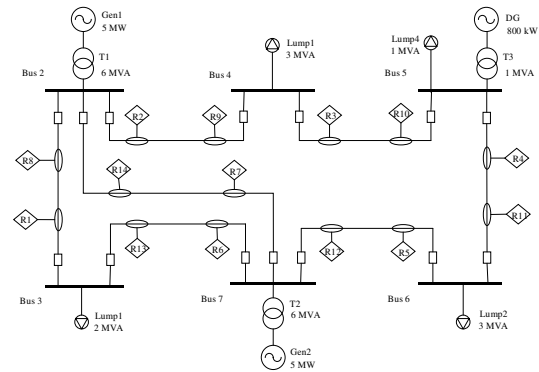 Gen1
5 MW
DG
800 kW
T1
6 MVA
Lump1
3 MVA
Lump4
1 MVA
T3
1 MVA
Bus 2
Bus 4
Bus 5
R2
R9
R3
R10
R8
R14
R7
R4
R1
R13
R6
R12
R5
R11
Bus 3
Bus 7
Bus 6
Lump1
2 MVA
T2
6 MVA
Lump2
3 MVA
Gen2
5 MW